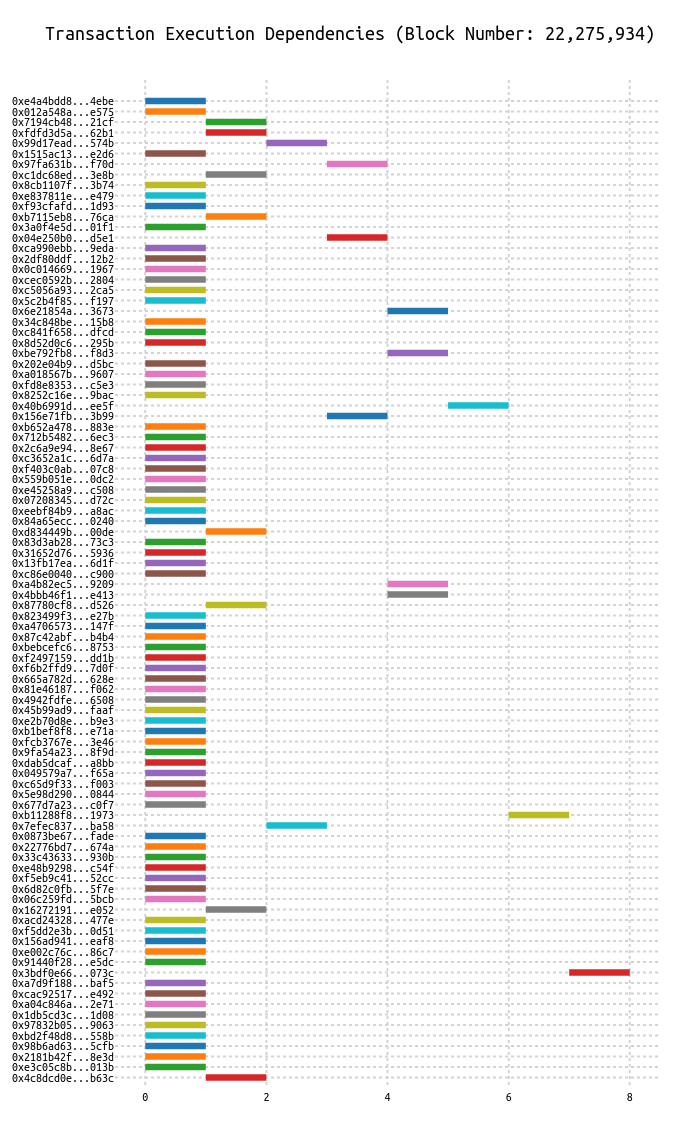 Transaction Execution Dependencies (Block Number: 22,275,934)
0xe4a4bdd8...4ebe
0x012a548a...e575
0x7194cb48...21cf
0xfdfd3d5a...62b1
0x99d17ead...574b
0x1515ac13...e2d6
0x97fa631b...f70d
0xc1dc68ed...3e8b
0x8cb1107f...3b74
0xe837811e...e479
0xf93cfafd...1d93
0xb7115eb8...76ca
0x3a0f4e5d...01f1
0x04e250b0...d5e1
0xca990ebb...9eda
0x2df80ddf...12b2
0x0c014669...1967
0xcec0592b...2804
0xc5056a93...2ca5
0x5c2b4f85...f197
0x6e21854a...3673
0x34c848be...15b8
0xc841f658...dfcd
0x8d52d0c6...295b
0xbe792fb8...f8d3
0x202e04b9...d5bc
0xa018567b...9607
0xfd8e8353...c5e3
0x8252c16e...9bac
0x40b6991d...ee5f
0x156e71fb...3b99
0xb652a478...883e
0x712b5482...6ec3
0x2c6a9e94...8e67
0xc3652a1c...6d7a
0xf403c0ab...07c8
0x559b051e...0dc2
0xe45258a9...c508
0x07208345...d72c
0xeebf84b9...a8ac
0x84a65ecc...0240
0xd834449b...00de
0x83d3ab28...73c3
0x31652d76...5936
0x13fb17ea...6d1f
0xc86e0040...c900
0xa4b82ec5...9209
0x4bbb46f1...e413
0x87780cf8...d526
0x823499f3...e27b
0xa4706573...147f
0x87c42abf...b4b4
0xbebcefc6...8753
0xf2497159...dd1b
0xf6b2ffd9...7d0f
0x665a782d...628e
0x81e46187...f062
0x4942fdfe...6508
0x45b99ad9...faaf
0xe2b70d8e...b9e3
0xb1bef8f8...e71a
0xfcb3767e...3e46
0x9fa54a23...8f9d
0xdab5dcaf...a8bb
0x049579a7...f65a
0xc65d9f33...f003
0x5e98d290...0844
0x677d7a23...c0f7
0xb11288f8...1973
0x7efec837...ba58
0x0873be67...fade
0x22776bd7...674a
0x33c43633...930b
0xe48b9298...c54f
0xf5eb9c41...52cc
0x6d82c0fb...5f7e
0x06c259fd...5bcb
0x16272191...e052
0xacd24328...477e
0xf5dd2e3b...0d51
0x156ad941...eaf8
0xe002c76c...86c7
0x91440f28...e5dc
0x3bdf0e66...073c
0xa7d9f188...baf5
0xcac92517...e492
0xa04c846a...2e71
0x1db5cd3c...1d08
0x97832b05...9063
0xbd2f48d8...558b
0x98b6ad63...5cfb
0x2181b42f...8e3d
0xe3c05c8b...013b
0x4c8dcd0e...b63c
0 2 4 6 8